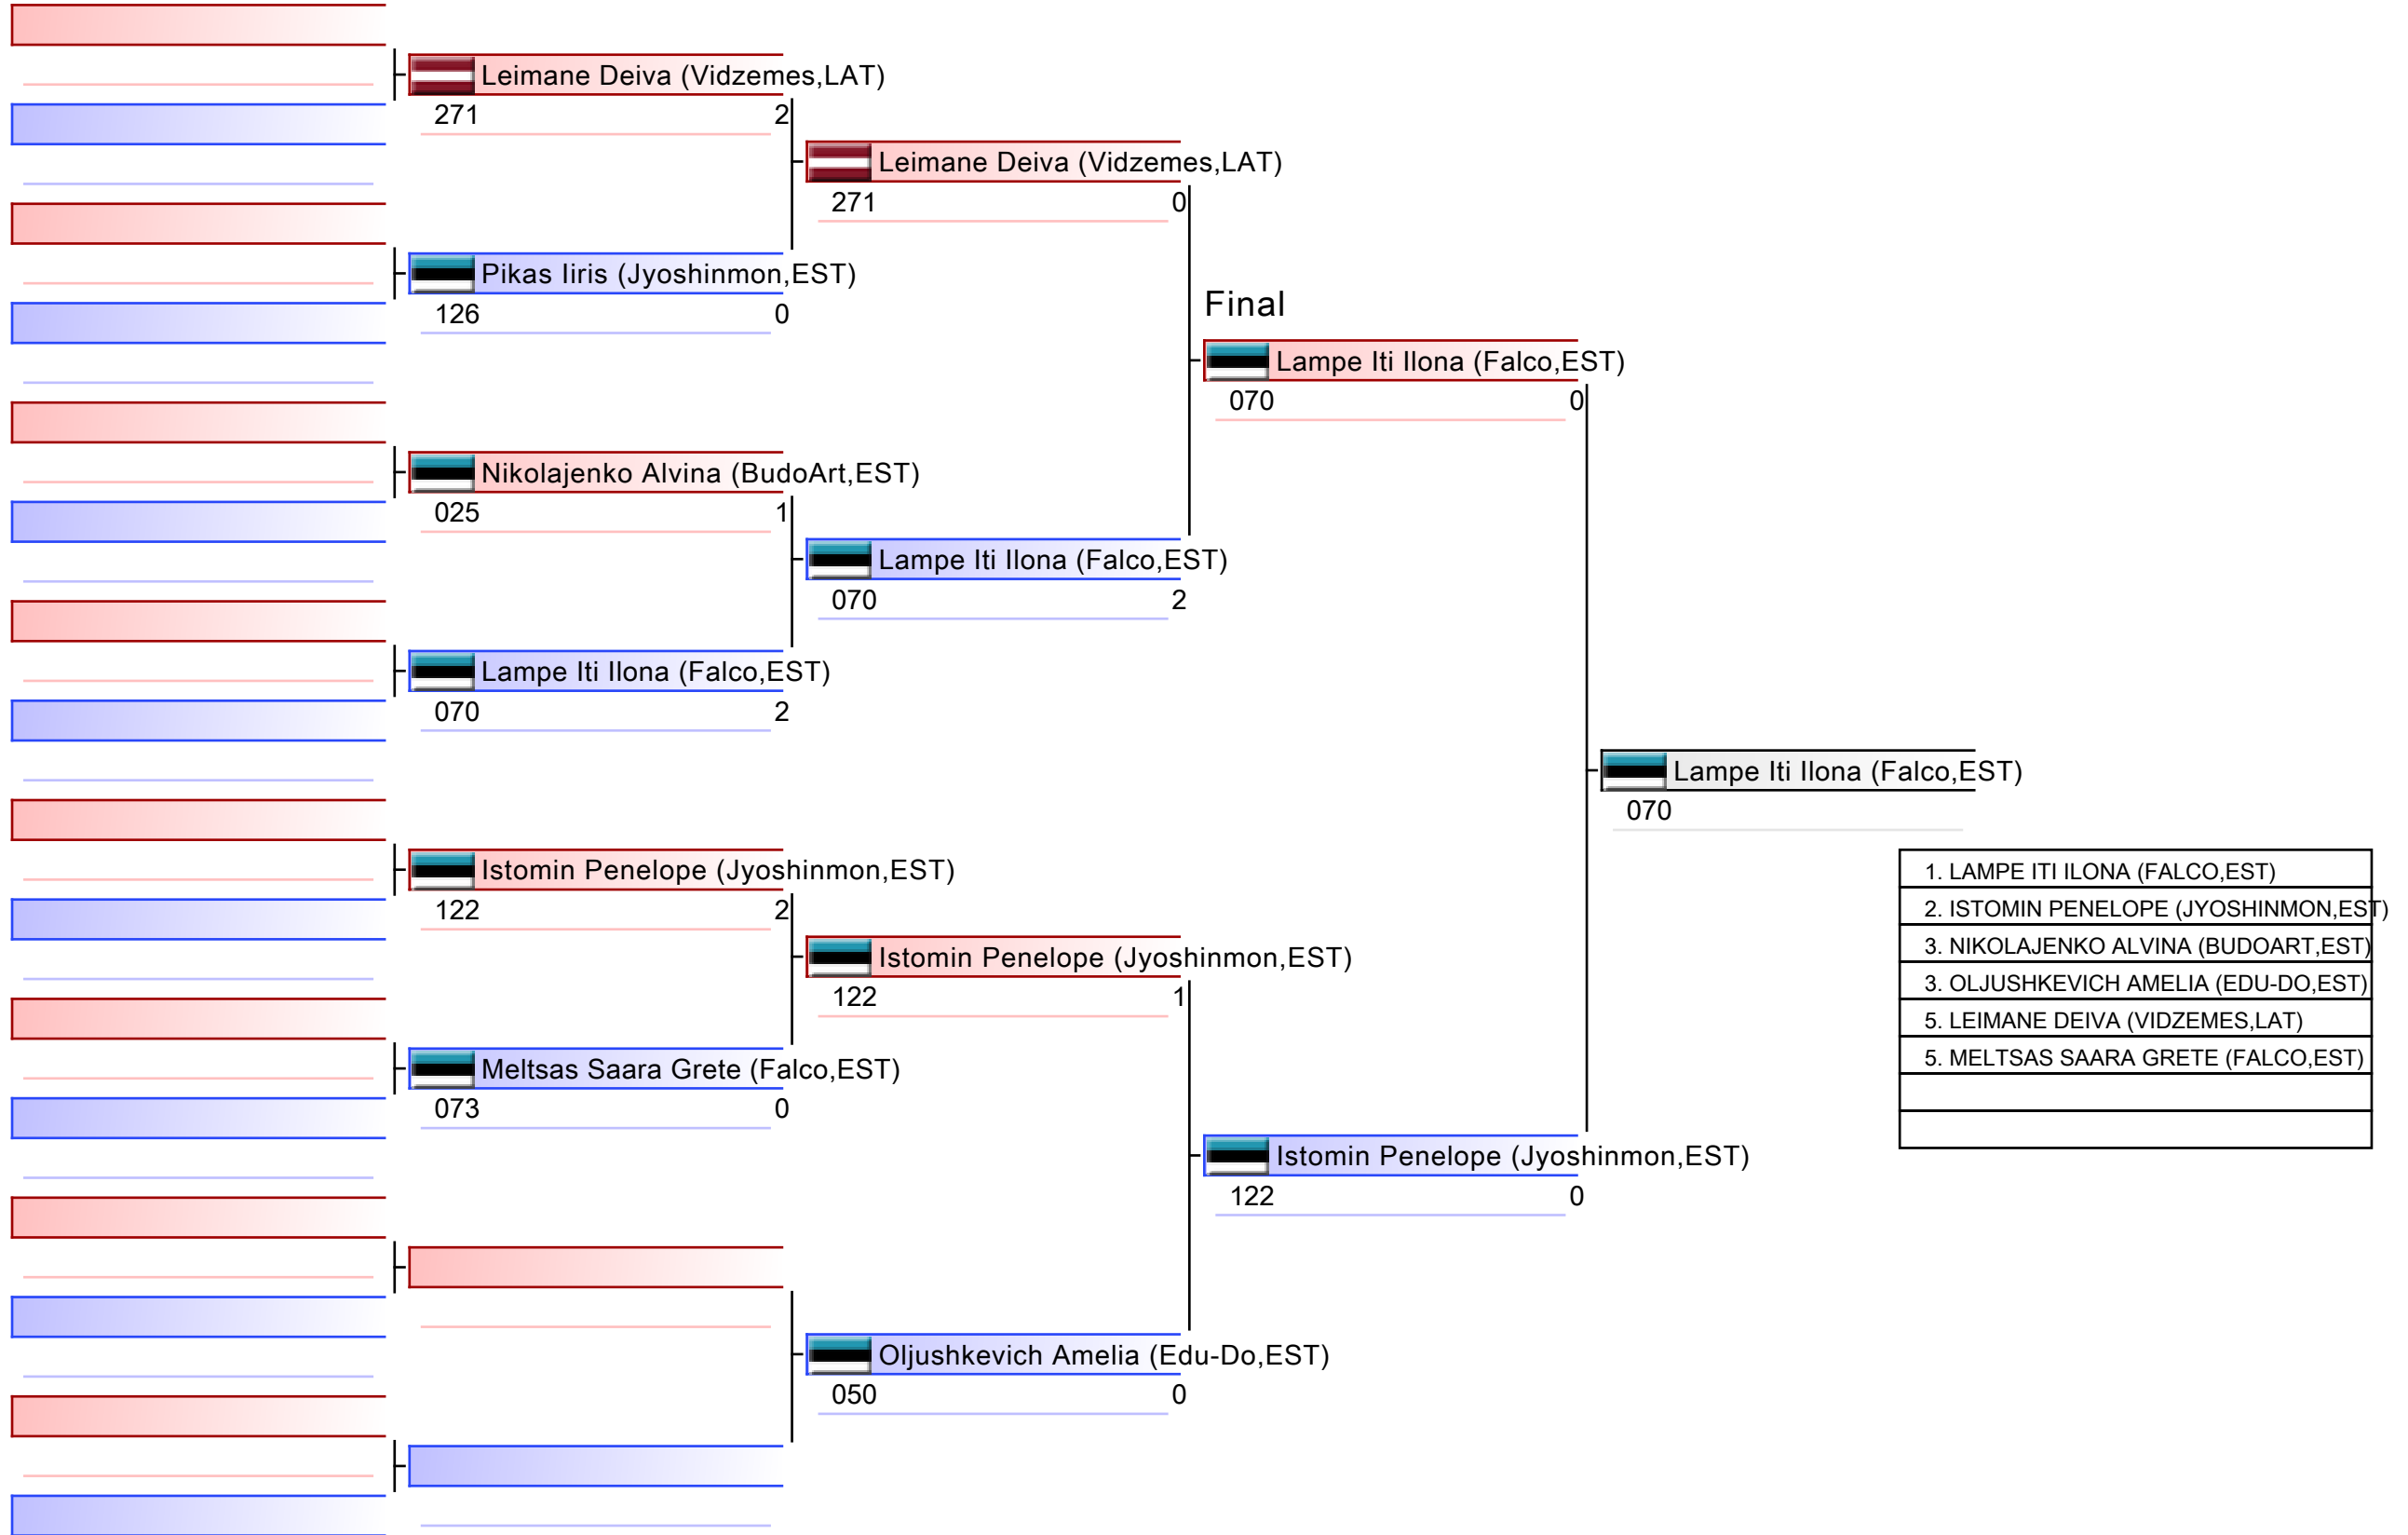 Leimane Deiva (Vidzemes,LAT)
271 2
Leimane Deiva (Vidzemes,LAT)
271 0
Pikas Iiris (Jyoshinmon,EST)
126 0
Final
Lampe Iti Ilona (Falco,EST)
070 0
Nikolajenko Alvina (BudoArt,EST)
025 1
Lampe Iti Ilona (Falco,EST)
070 2
Lampe Iti Ilona (Falco,EST)
070 2
Lampe Iti Ilona (Falco,EST)
070
Istomin Penelope (Jyoshinmon,EST)
122 2
Istomin Penelope (Jyoshinmon,EST)
122 1
Meltsas Saara Grete (Falco,EST)
073 0
Istomin Penelope (Jyoshinmon,EST)
122 0
Oljushkevich Amelia (Edu-Do,EST)
050 0
1. LAMPE ITI ILONA (FALCO,EST)
2. ISTOMIN PENELOPE (JYOSHINMON,EST)
3. NIKOLAJENKO ALVINA (BUDOART,EST)
3. OLJUSHKEVICH AMELIA (EDU-DO,EST)
5. LEIMANE DEIVA (VIDZEMES,LAT)
5. MELTSAS SAARA GRETE (FALCO,EST)